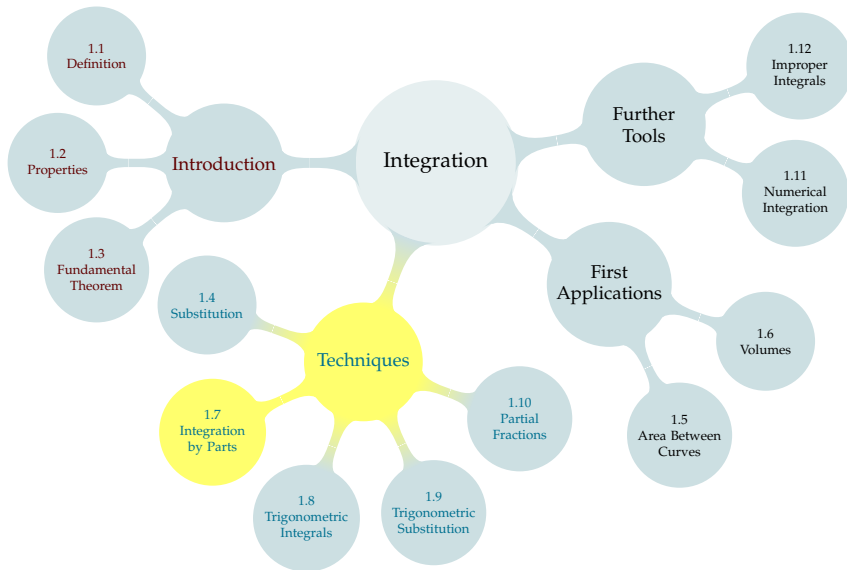 1.1
Definition
1.2
Properties
1.3
Fundamental
Theorem
Introduction
Integration
Further
Tools
1.12
Improper
Integrals
1.11
Numerical
Integration
First
Applications
1.6
Volumes
1.5
Area Between
Curves
Techniques
1.4
Substitution
1.7
Integration
by Parts
1.8
Trigonometric
Integrals
1.9
Trigonometric
Substitution
1.10
Partial
Fractions